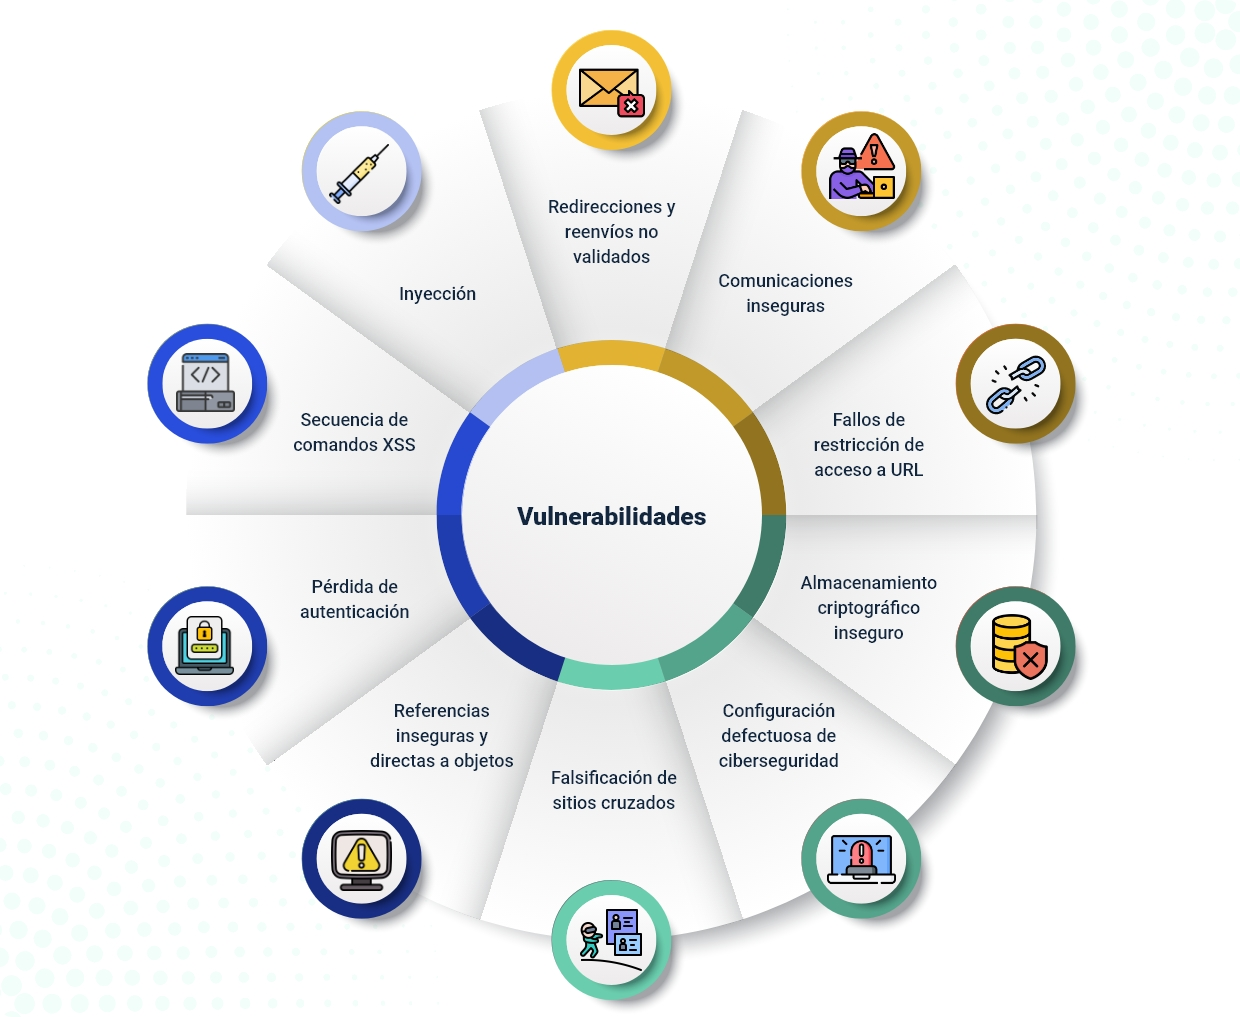 Redirecciones y
reenvíos no
validados
Comunicaciones
inseguras
Fallos de
restricción de
acceso a URL
Almacenamiento
criptográfico
inseguro
Configuración
defectuosa de
ciberseguridad
Falsificación de
sitios cruzados
Referencias
inseguras y
directas a objetos
Pérdida de
autenticación
Secuencia de
comandos XSS
Inyección
Vulnerabilidades